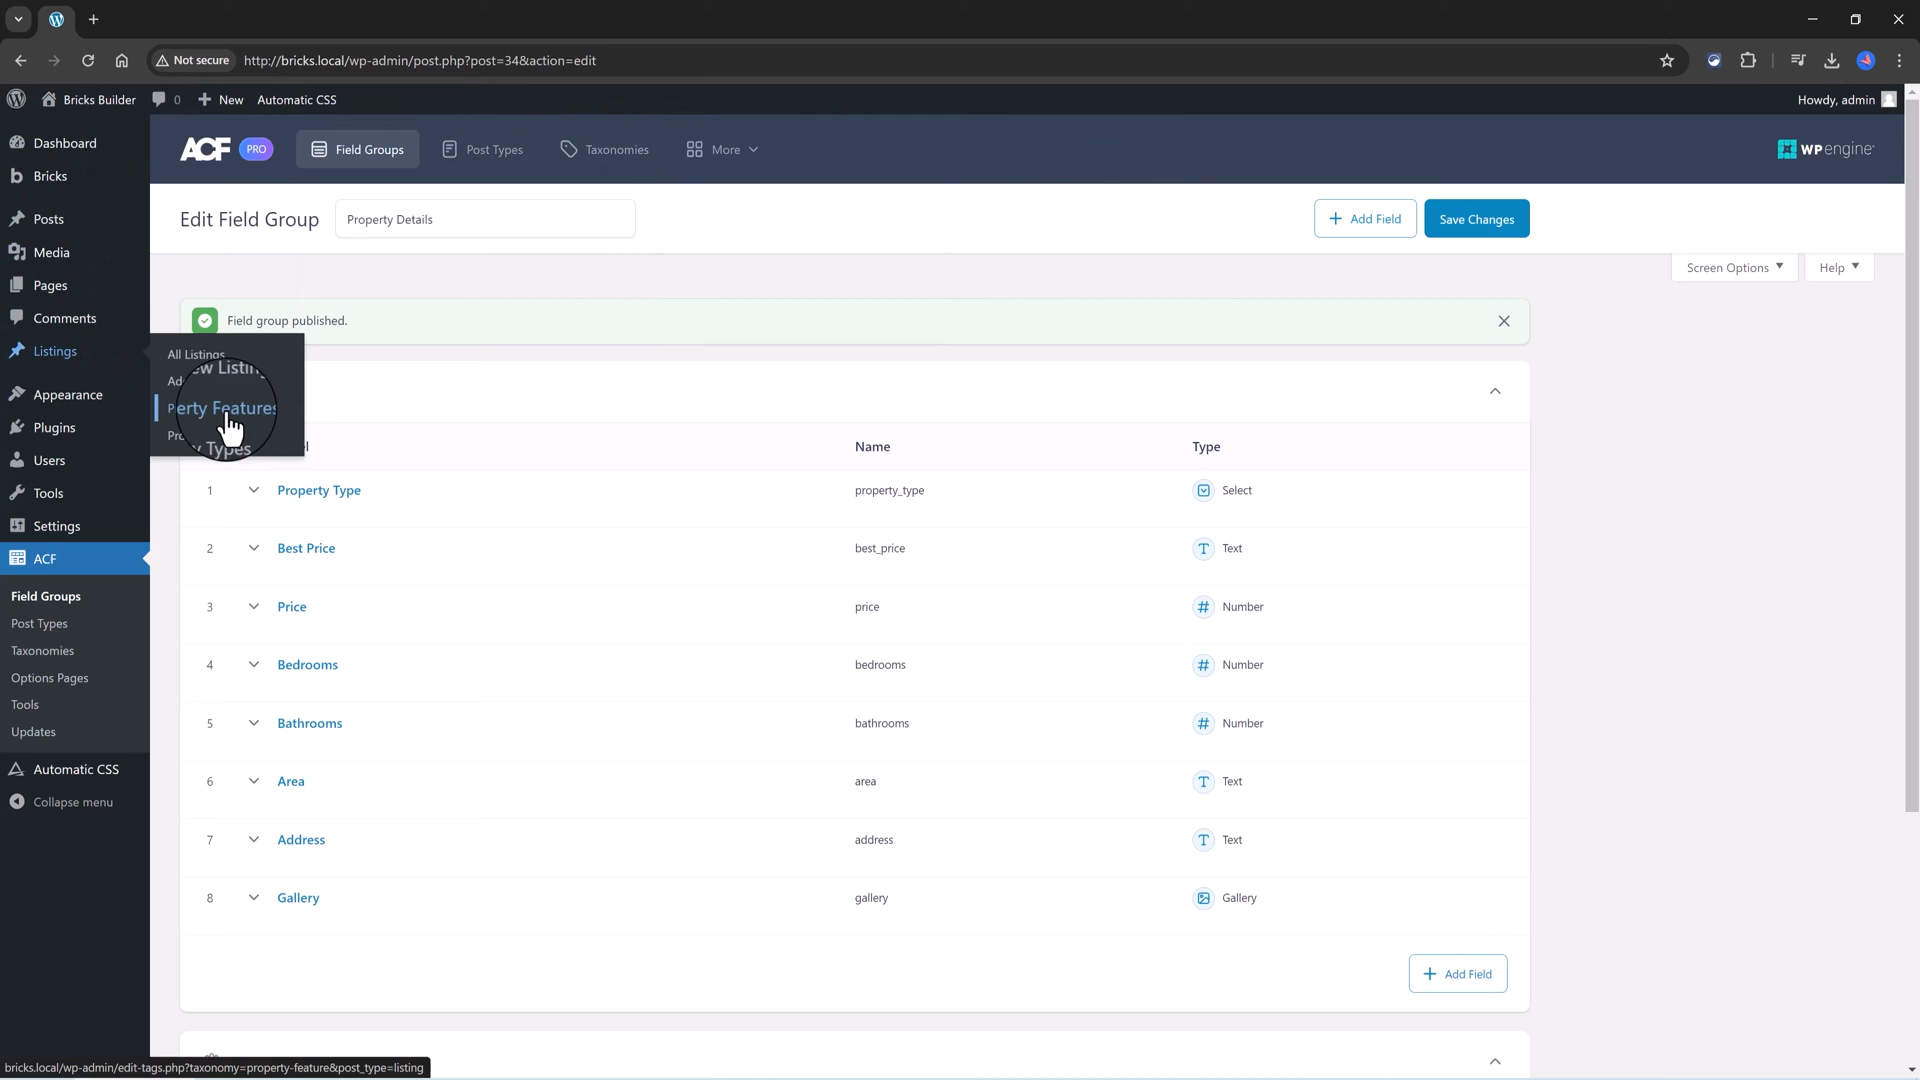 Not secure
http://bricks.local/wp-admin/post.php?post=34&action=edit
Bricks Builder
0
New
Automatic CSS
Howdy, admin
Dashboard
Bricks
Posts
Media
Pages
Comments
Listings
Appearance
Plugins
Users
Tools
Settings
ACF
Field Groups
Post Types
Taxonomies
Options Pages
Tools
Updates
Automatic CSS
Collapse menu
ACF PRO
Field Groups
Post Types
Taxonomies
More
WP engine
Edit Field Group
Property Details
Add Field
Save Changes
Screen Options
Help
Field group published.
All Listings
erty Features
y Types
Name
Type
1 Property Type property_type Select
2 Best Price best_price Text
3 Price price Number
4 Bedrooms bedrooms Number
5 Bathrooms bathrooms Number
6 Area area Text
7 Address address Text
8 Gallery gallery Gallery
Add Field
bricks.local/wp-admin/edit-tags.php?taxonomy=property-feature&post_type=listing